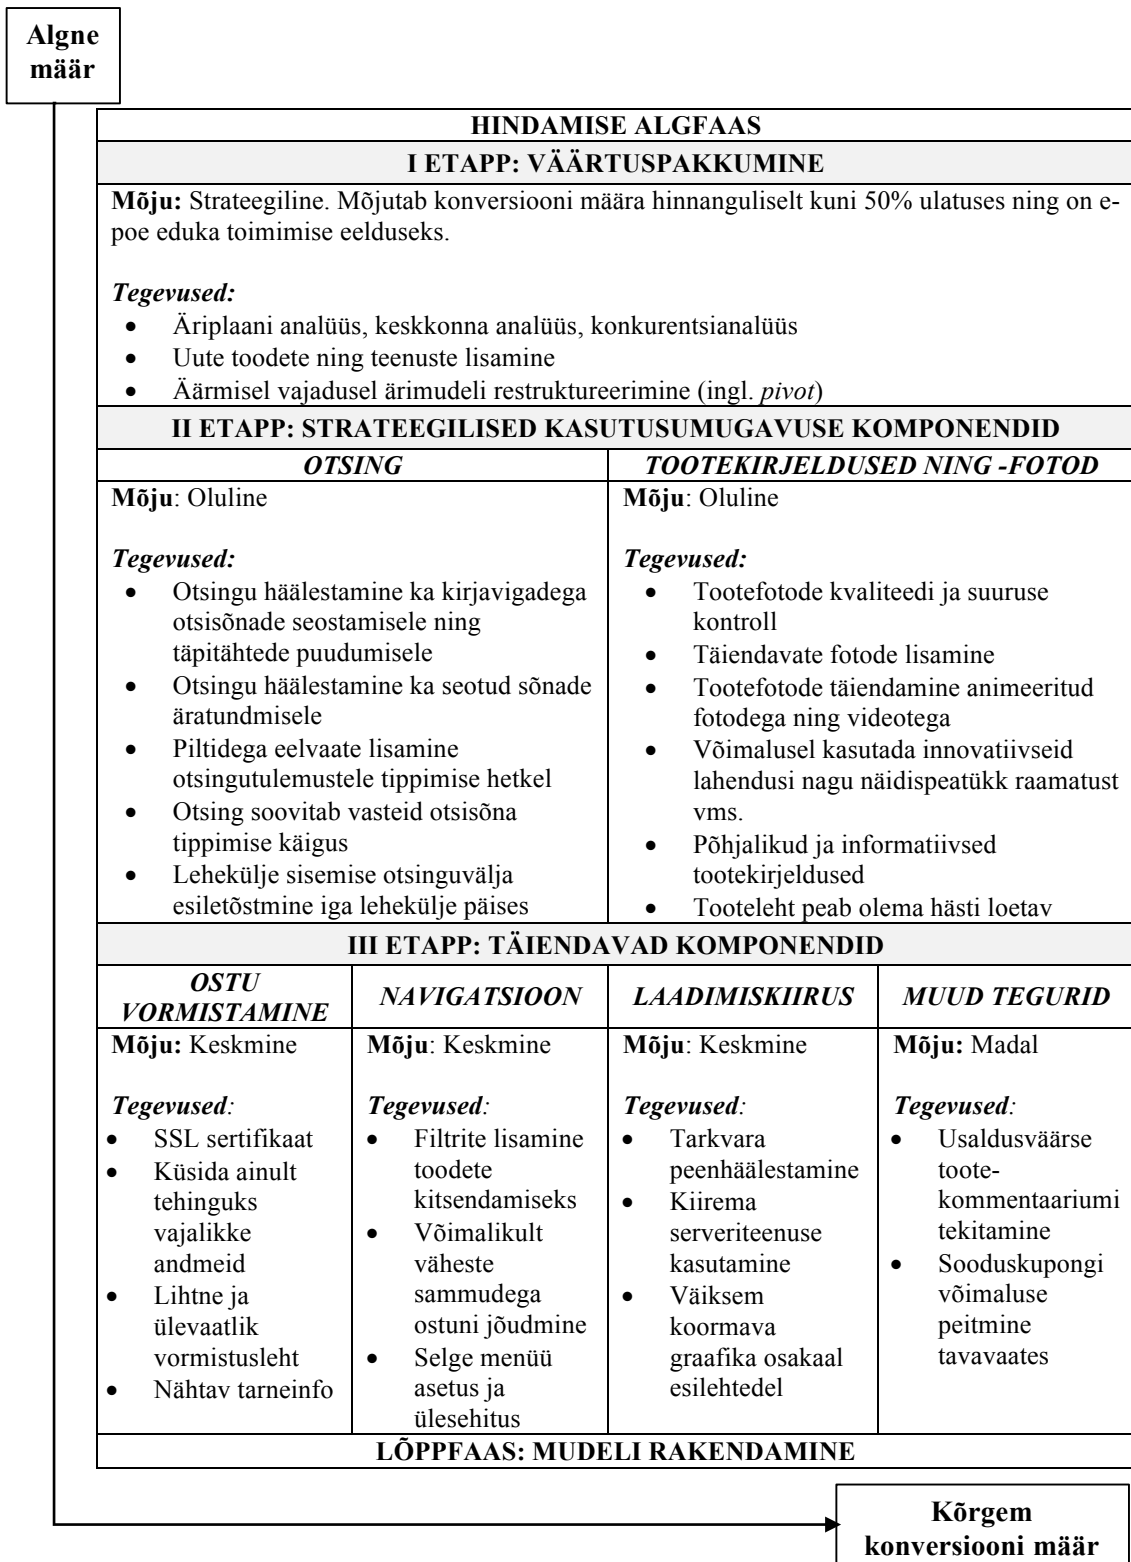 Algne
määr
HINDAMISE ALGFAAS
I ETAPP: VÄÄRTUSPAKKUMINE
Mõju: Strateegiline. Mõjutab konversiooni määra hinnanguliselt kuni 50% ulatuses ning on e-
poe eduka toimimise eelduseks.
Tegevused:
• Äriplaani analüüs, keskkonna analüüs, konkurentsianalüüs
• Uute toodete ning teenuste lisamine
• Äärmisel vajadusel ärimudeli restruktureerimine (ingl. pivot)
II ETAPP: STRATEEGILISED KASUTUSUMUGAVUSE KOMPONENDID
OTSING
Mõju: Oluline
Tegevused:
• Otsingu häälestamine ka kirjavigadega
otsisõnade seostamisele ning
täpitähtede puudumisele
• Otsingu häälestamine ka seotud sõnade
äratundmisele
• Piltidega eelvaate lisamine
otsingutulemustele tippimise hetkel
• Otsing soovitab vasteid otsisõna
tippimise käigus
• Lehekülje sisemise otsinguvälja
esiletõstmine iga lehekülje päises
TOOTEKIRJELDUSED NING -FOTOD
Mõju: Oluline
Tegevused:
• Tootefotode kvaliteedi ja suuruse
kontroll
• Täiendavate fotode lisamine
• Tootefotode täiendamine animeeritud
fotodega ning videotega
• Võimalusel kasutada innovatiivseid
lahendusi nagu näidispeatükk raamatust
vms.
• Põhjalikud ja informatiivsed
tootekirjeldused
• Tooteleht peab olema hästi loetav
III ETAPP: TÄIENDAVAD KOMPONENDID
OSTU
VORMISTAMINE
Mõju: Keskmine
Tegevused:
• SSL sertifikaat
• Küsida ainult
tehinguks
vajalikke
andmeid
• Lihtne ja
ülevaatlik
vormistusleht
• Nähtav tarneinfo
NAVIGATSIOON
Mõju: Keskmine
Tegevused:
• Filtrite lisamine
toodete
kitsendamiseks
• Võimalikult
väheste
sammudega
ostuni jõudmine
• Selge menüü
asetus ja
ülesehitus
LAADIMISKIIRUS
Mõju: Keskmine
Tegevused:
• Tarkvara
peenhäälestamine
• Kiirema
serveriteenuse
kasutamine
• Väiksem
koormava
graafika osakaal
esilehtedel
MUUD TEGURID
Mõju: Madal
Tegevused:
• Usaldusväärse
toote-
kommentaariumi
tekitamine
• Sooduskupongi
võimaluse
peitmine
tavavaates
LÕPPFAAS: MUDELI RAKENDAMINE
Kõrgem
konversiooni määr